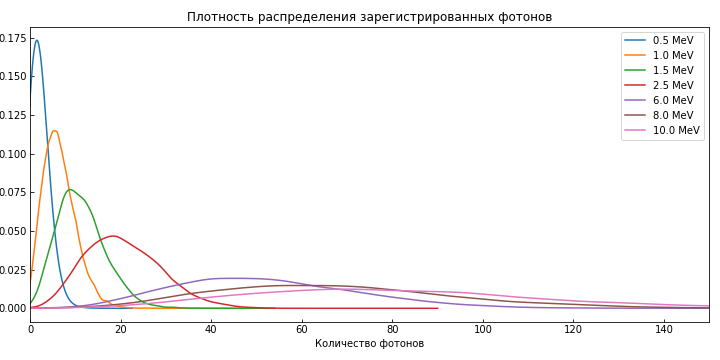 Плотность распределения зарегистрированных фотонов
0.175
0.150
0.125
0.100
0.075
0.050
0.025
0.000
0.5 MeV
1.0 MeV
1.5 MeV
2.5 MeV
6.0 MeV
8.0 MeV
10.0 MeV
0 20 40 60 80 100 120 140
Количество фотонов